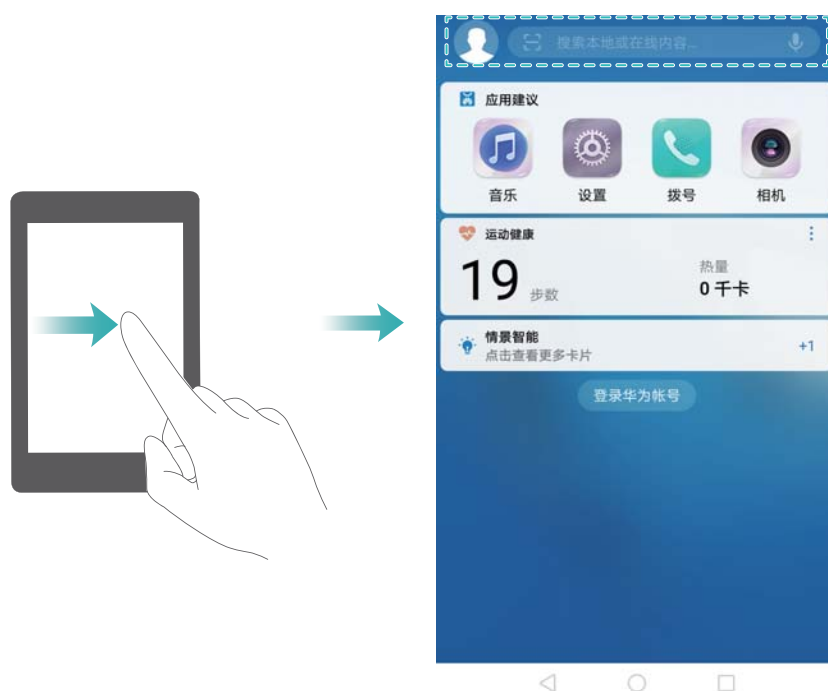 搜索本地或在线内容...
应用建议
音乐 设置 拨号 相机
运动健康
19 步数
热量
0 千卡
情景智能
点击查看更多卡片
+1
登录华为帐号